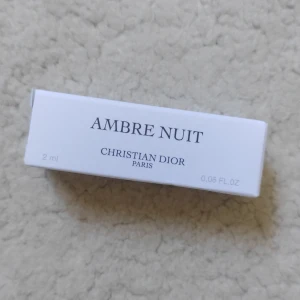 AMBRE NUIT
CHRISTIAN DIOR
PARIS
2 ml
0.06 FL.OZ